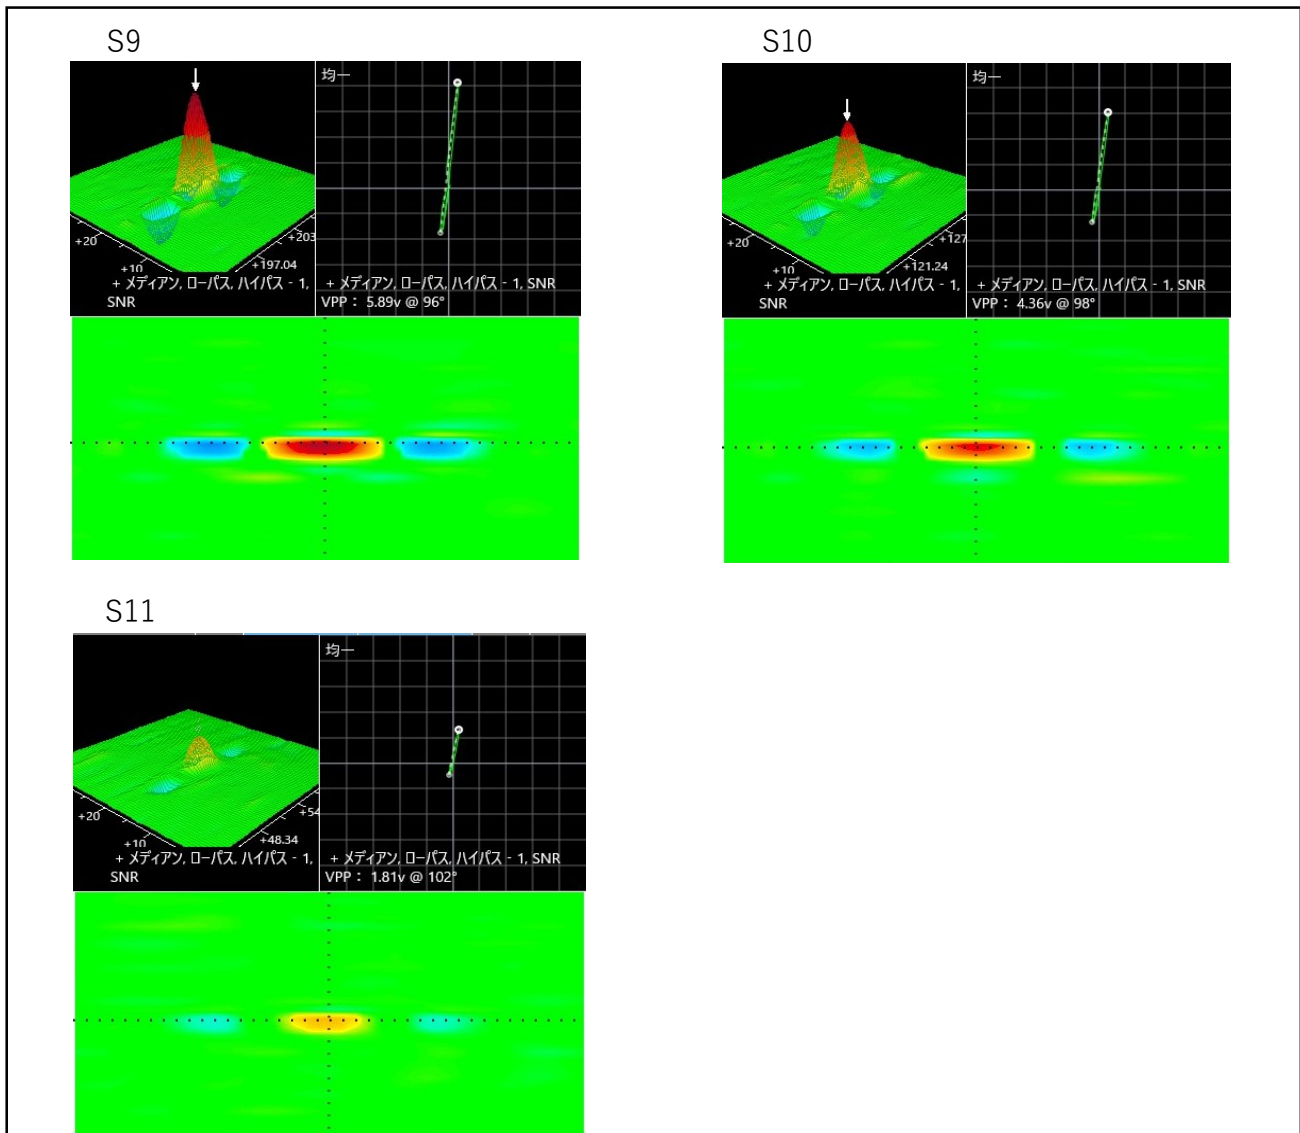 S9
均一
+20
+10
+203
+197.04
+ メディアン, ローパス, ハイパス - 1,
SNR
+ メディアン, ローパス, ハイパス - 1, SNR
VPP : 5.89v @ 96°
S10
均一
+20
+10
+127
+121.24
+ メディアン, ローパス, ハイパス - 1,
SNR
+ メディアン, ローパス, ハイパス - 1, SNR
VPP : 4.36v @ 98°
S11
均一
+20
+10
+54
+48.34
+ メディアン, ローパス, ハイパス - 1,
SNR
+ メディアン, ローパス, ハイパス - 1, SNR
VPP : 1.81v @ 102°